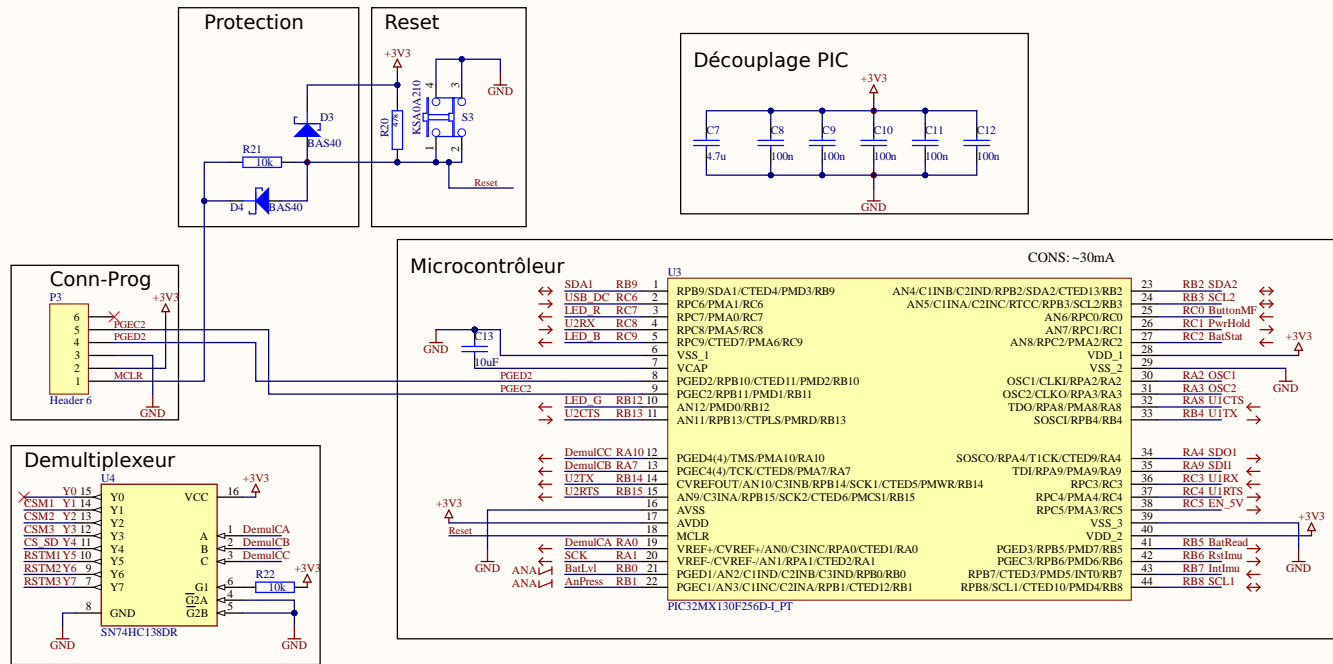 Protection
D3
BAS40
R21
10k
D4
BAS40
Reset
+3V3
R20
47k
KSA0A210
4
3
1
2
S3
GND
Reset
Découplage PIC
+3V3
C7
4.7u
C8
100n
C9
100n
C10
100n
C11
100n
C12
100n
GND
Conn-Prog
P3
+3V3
6
5 PGEC2
4 PGED2
3
2
1 MCLR
Header 6
GND
Microcontrôleur
CONS: ~30mA
U3
GND
C13
10uF
PGED2
PGEC2
SDA1 RB9 1 RPB9/SDA1/CTED4/PMD3/RB9
USB_DC RC6 2 RPC6/PMA1/RC6
LED_R RC7 3 RPC7/PMA0/RC7
U2RX RC8 4 RPC8/PMA5/RC8
LED_B RC9 5 RPC9/CTED7/PMA6/RC9
6 VSS_1
7 VCAP
8 PGED2/RPB10/CTED11/PMD2/RB10
9 PGEC2/RPB11/PMD1/RB11
LED_G RB12 10 AN12/PMD0/RB12
U2CTS RB13 11 AN11/RPB13/CTPLS/PMRD/RB13
DemulCC RA10 12 PGED4(4)/TMS/PMA10/RA10
DemulCB RA7 13 PGEC4(4)/TCK/CTED8/PMA7/RA7
U2TX RB14 14 CVREFOUT/AN10/C3INB/RPB14/SCK1/CTED5/PMWR/RB14
U2RTS RB15 15 AN9/C3INA/RPB15/SCK2/CTED6/PMCS1/RB15
16 AVSS
+3V3
17 AVDD
Reset 18 MCLR
DemulCA RA0 19 VREF+/CVREF+/AN0/C3INC/RPA0/CTED1/RA0
SCK RA1 20 VREF-/CVREF-/AN1/RPA1/CTED2/RA1
ANA BatLvl RB0 21 PGED1/AN2/C1IND/C2INB/C3IND/RPB0/RB0
ANA AnPress RB1 22 PGEC1/AN3/C1INC/C2INA/RPB1/CTED12/RB1
GND
PIC32MX130F256D-I_PT
AN4/C1INB/C2IND/RPB2/SDA2/CTED13/RB2 23 RB2 SDA2
AN5/C1INA/C2INC/RTCC/RPB3/SCL2/RB3 24 RB3 SCL2
AN6/RPC0/RC0 25 RC0 ButtonMF
AN7/RPC1/RC1 26 RC1 PwrHold
AN8/RPC2/PMA2/RC2 27 RC2 BatStat
VDD_1 28 +3V3
VSS_2 29 GND
OSC1/CLKI/RPA2/RA2 30 RA2 OSC1
OSC2/CLKO/RPA3/RA3 31 RA3 OSC2
TDO/RPA8/PMA8/RA8 32 RA8 U1CTS
SOSCI/RPB4/RB4 33 RB4 U1TX
SOSCO/RPA4/T1CK/CTED9/RA4 34 RA4 SDO1
TDI/RPA9/PMA9/RA9 35 RA9 SDI1
RPC3/RC3 36 RC3 U1RX
RPC4/PMA4/RC4 37 RC4 U1RTS
RPC5/PMA3/RC5 38 RC5 EN_5V
VSS_3 39
VDD_2 40 +3V3
PGED3/RPB5/PMD7/RB5 41 RB5 BatRead
PGEC3/RPB6/PMD6/RB6 42 RB6 RstImu
RPB7/CTED3/PMD5/INT0/RB7 43 RB7 IntImu
RPB8/SCL1/CTED10/PMD4/RB8 44 RB8 SCL1
GND
Demultiplexeur
U4
Y0 15 Y0
CSM1 Y1 14 Y1
CSM2 Y2 13 Y2
CSM3 Y3 12 Y3
CS_SD Y4 11 Y4
RSTM1 Y5 10 Y5
RSTM2 Y6 9 Y6
RSTM3 Y7 7 Y7
8 GND
GND
VCC 16 +3V3
A 1 DemulCA
B 2 DemulCB
C 3 DemulCC
G1 6 R22 10k +3V3
G2A 4
G2B 5
GND
SN74HC138DR